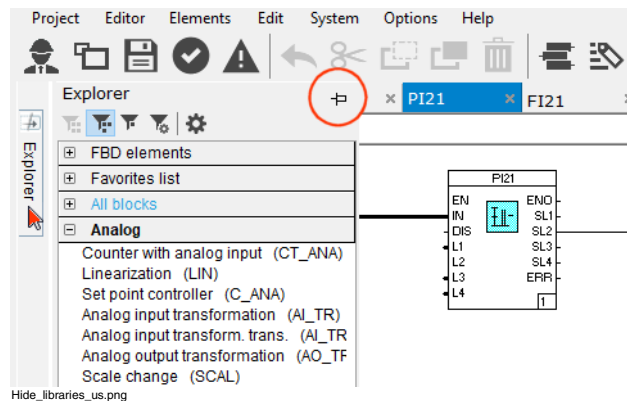 Project Editor Elements Edit System Options Help
Explorer
PI21
FI21
Explorer
FBD elements
Favorites list
All blocks
Analog
Counter with analog input (CT_ANA)
Linearization (LIN)
Set point controller (C_ANA)
Analog input transformation (AI_TR)
Analog input transform. trans. (AI_TR
Analog output transformation (AO_TF
Scale change (SCAL)
PI21
EN ENO
IN SL1
DIS SL2
L1 SL3
L2 SL4
L3 ERR
L4
1
Hide_libraries_us.png